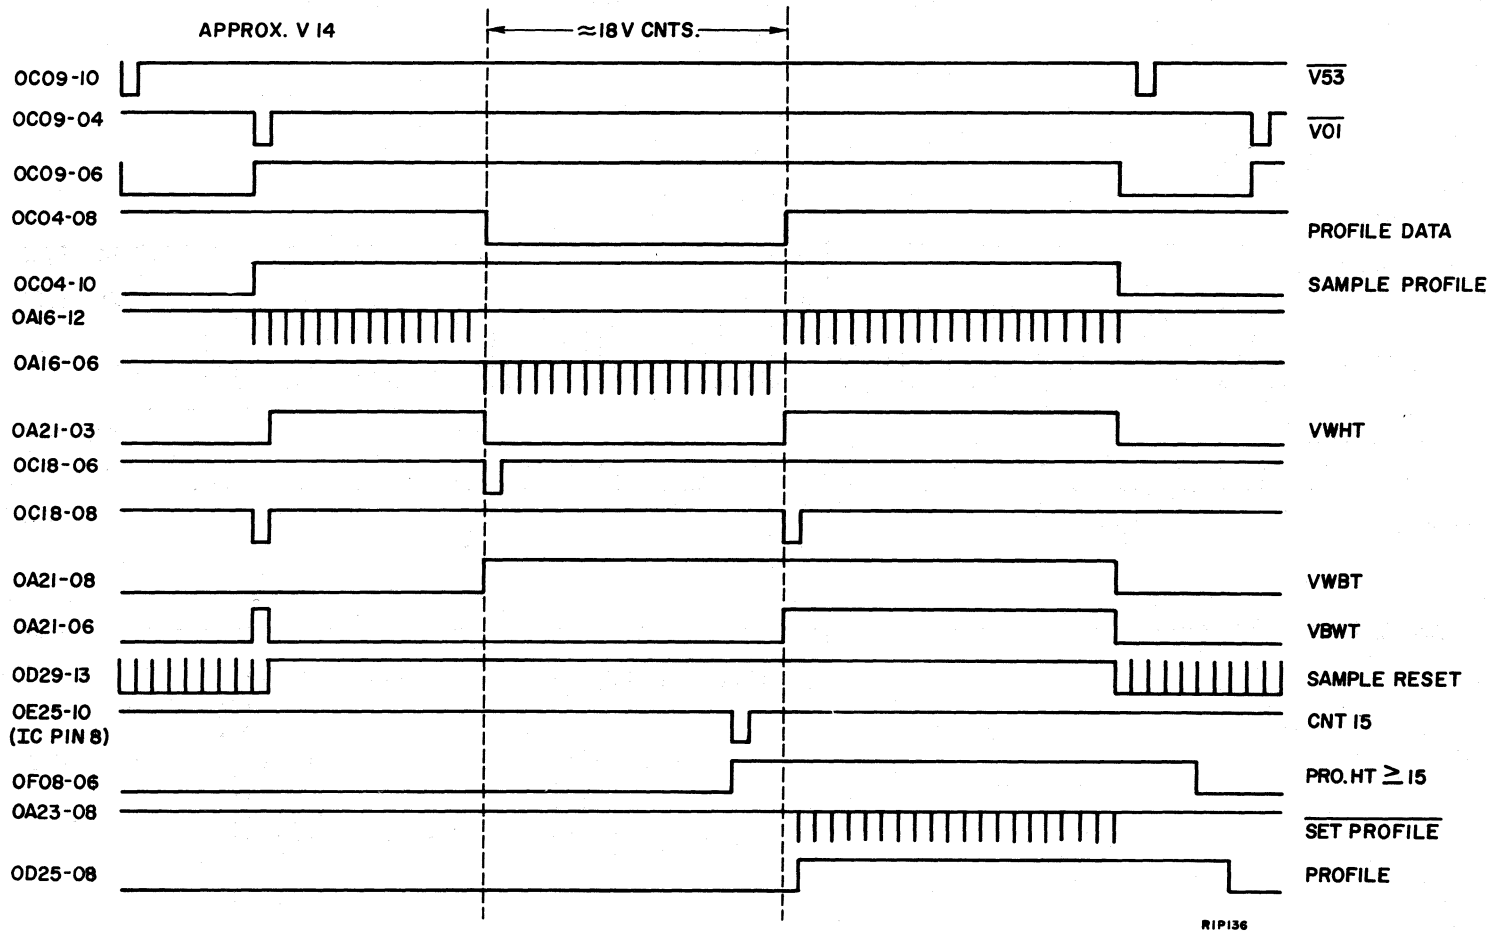 APPROX. V 14
≈18V CNTS.
OC09-10
V53
OC09-04
V01
OC09-06
OC04-08
PROFILE DATA
OC04-10
SAMPLE PROFILE
OA16-12
OA16-06
OA21-03
VWHT
OC18-06
OC18-08
OA21-08
VWBT
OA21-06
VBWT
OD29-13
SAMPLE RESET
OE25-10
(IC PIN 8)
CNT 15
OF08-06
PRO.HT ≥ 15
OA23-08
SET PROFILE
OD25-08
PROFILE
RIP136